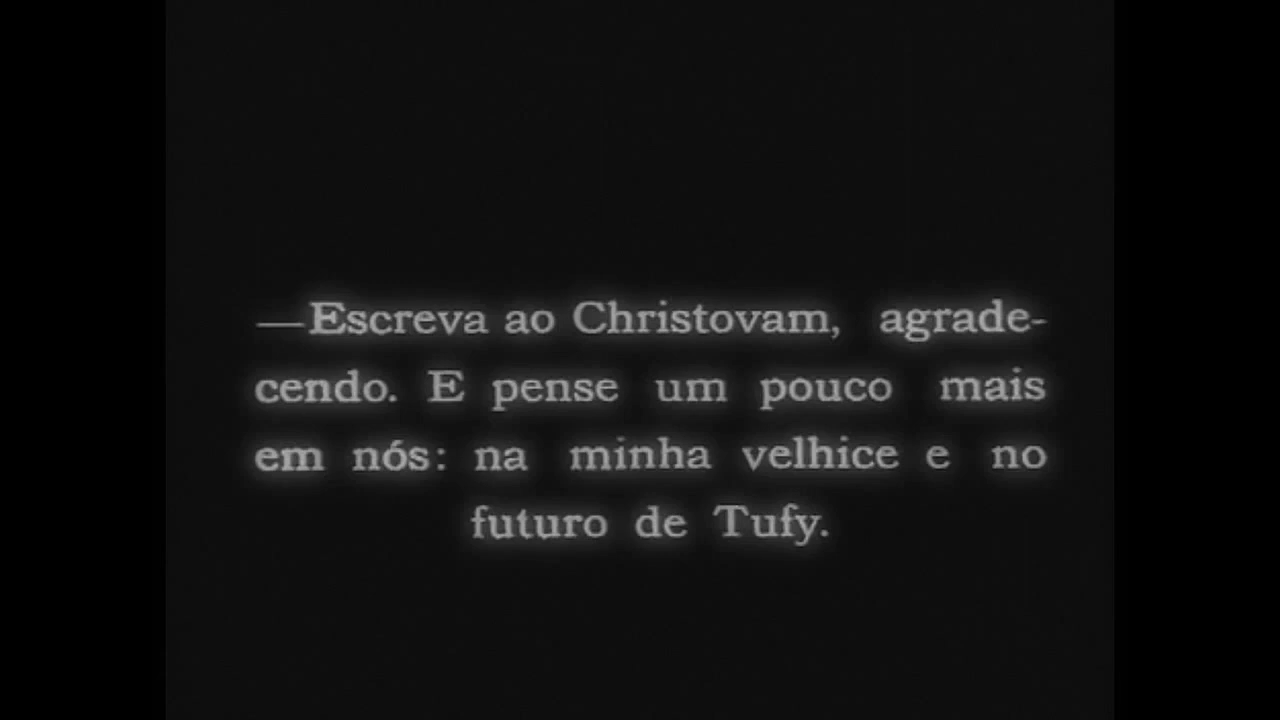 —Escreva ao Christovam, agrade-
cendo. E pense um pouco mais
em nós: na minha velhice e no
futuro de Tufy.